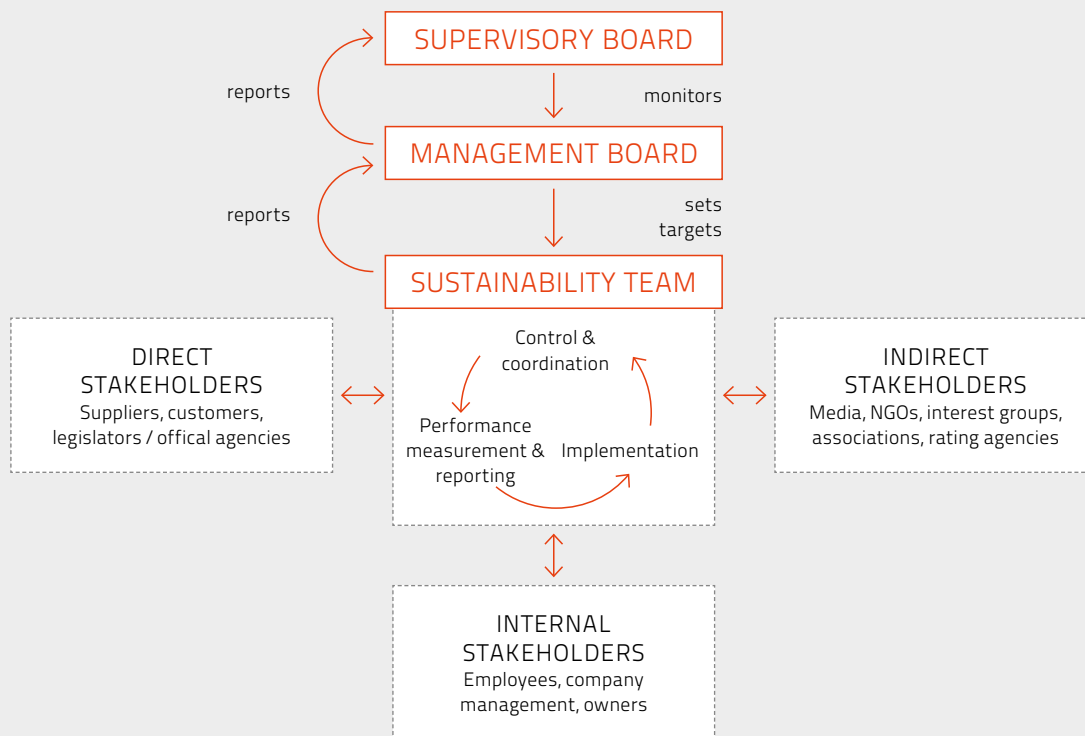 SUPERVISORY BOARD
reports
monitors
MANAGEMENT BOARD
reports
sets
targets
SUSTAINABILITY TEAM
DIRECT
STAKEHOLDERS
Suppliers, customers,
legislators / offical agencies
Control &
coordination
Performance
measurement &
reporting
Implementation
INDIRECT
STAKEHOLDERS
Media, NGOs, interest groups,
associations, rating agencies
INTERNAL
STAKEHOLDERS
Employees, company
management, owners